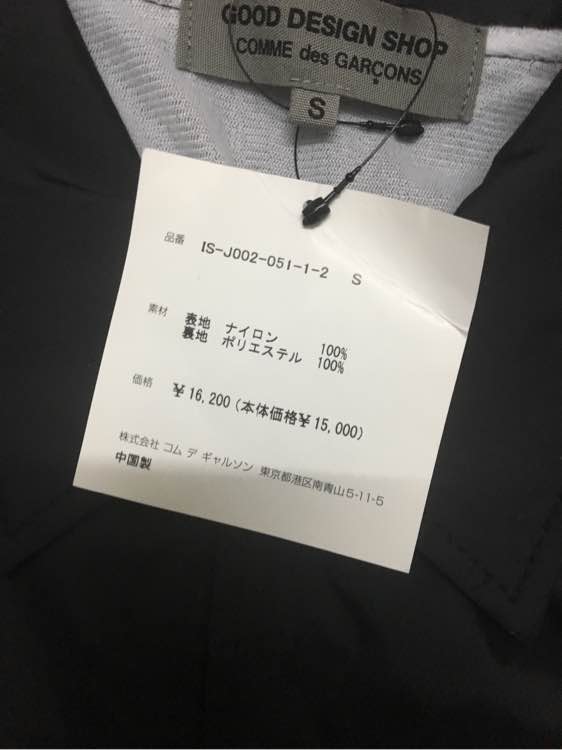 GOOD DESIGN SHOP
COMME des GARÇONS
S
品番 IS-J002-051-1-2 S
素材 表地 ナイロン 100%
裏地 ポリエステル 100%
価格 ¥16,200 (本体価格¥15,000)
株式会社 コム デ ギャルソン 東京都港区南青山5-11-5
中国製